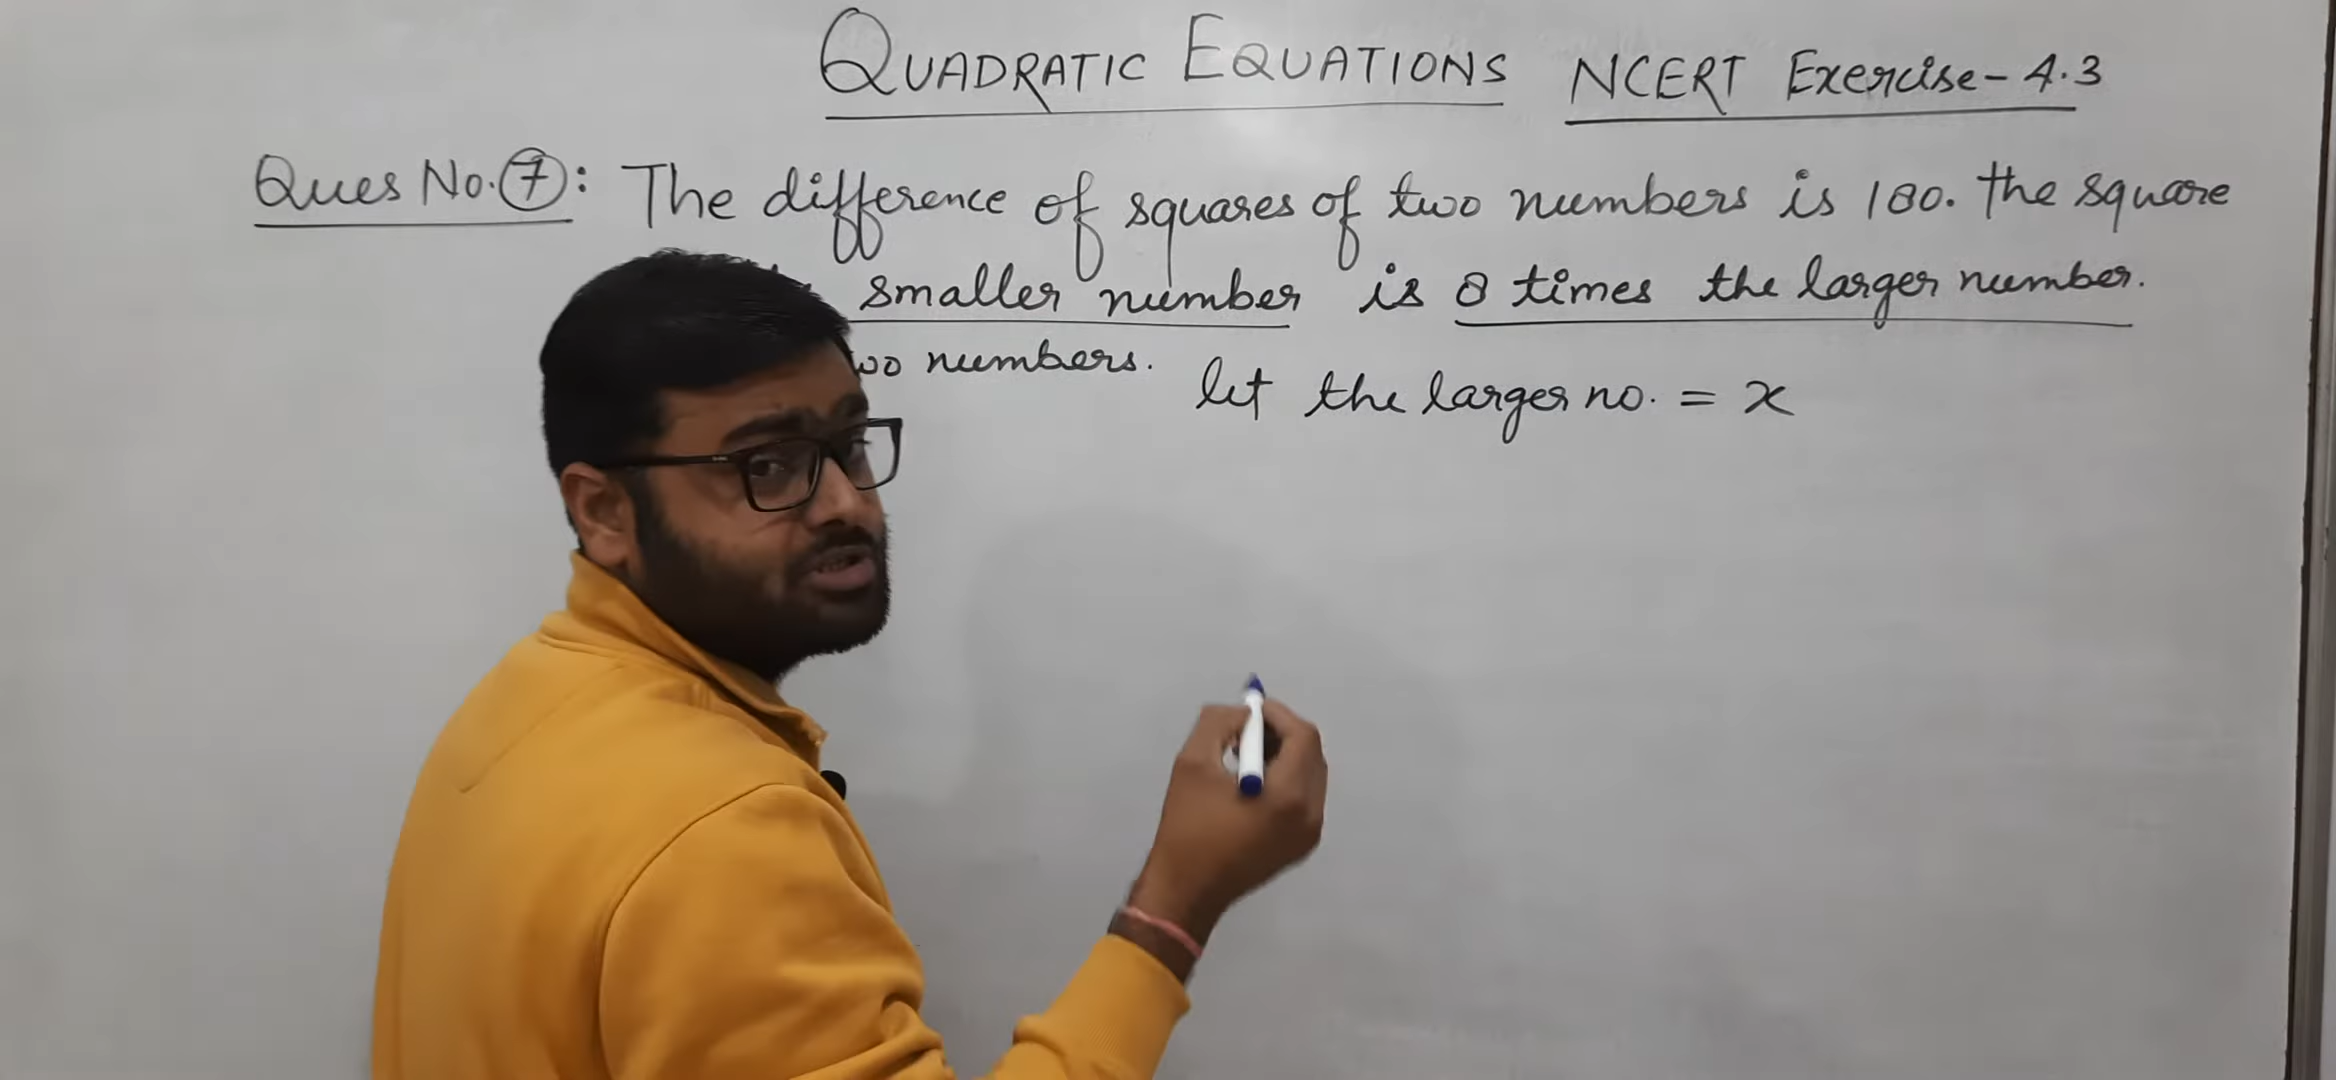 QUADRATIC EQUATIONS NCERT Exercise-4.3
Ques No. 7: The difference of squares of two numbers is 180. The square
smaller number is 8 times the larger number.
numbers.
let the larger no. = x